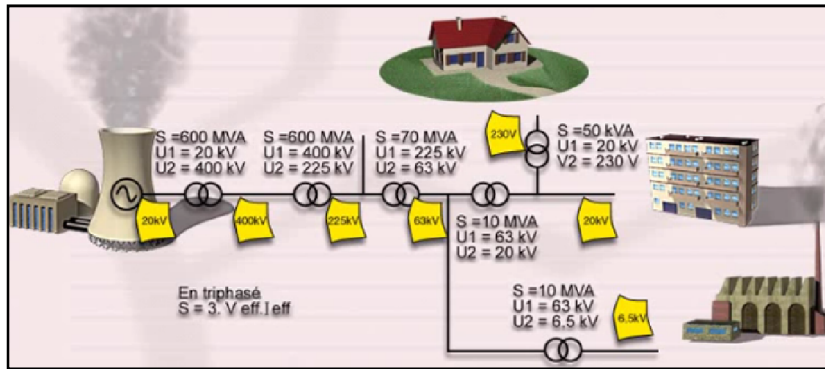 S =600 MVA
U1 = 20 kV
U2 = 400 kV
S =600 MVA
U1 = 400 kV
U2 = 225 kV
S =70 MVA
U1 = 225 kV
U2 = 63 kV
230V
S =50 kVA
U1 = 20 kV
V2 = 230 V
20kV
400kV
225kV
63kV
20kV
S =10 MVA
U1 = 63 kV
U2 = 20 kV
En triphasé
S = 3. V eff.I eff
S =10 MVA
U1 = 63 kV
U2 = 6.5 kV
6.5kV